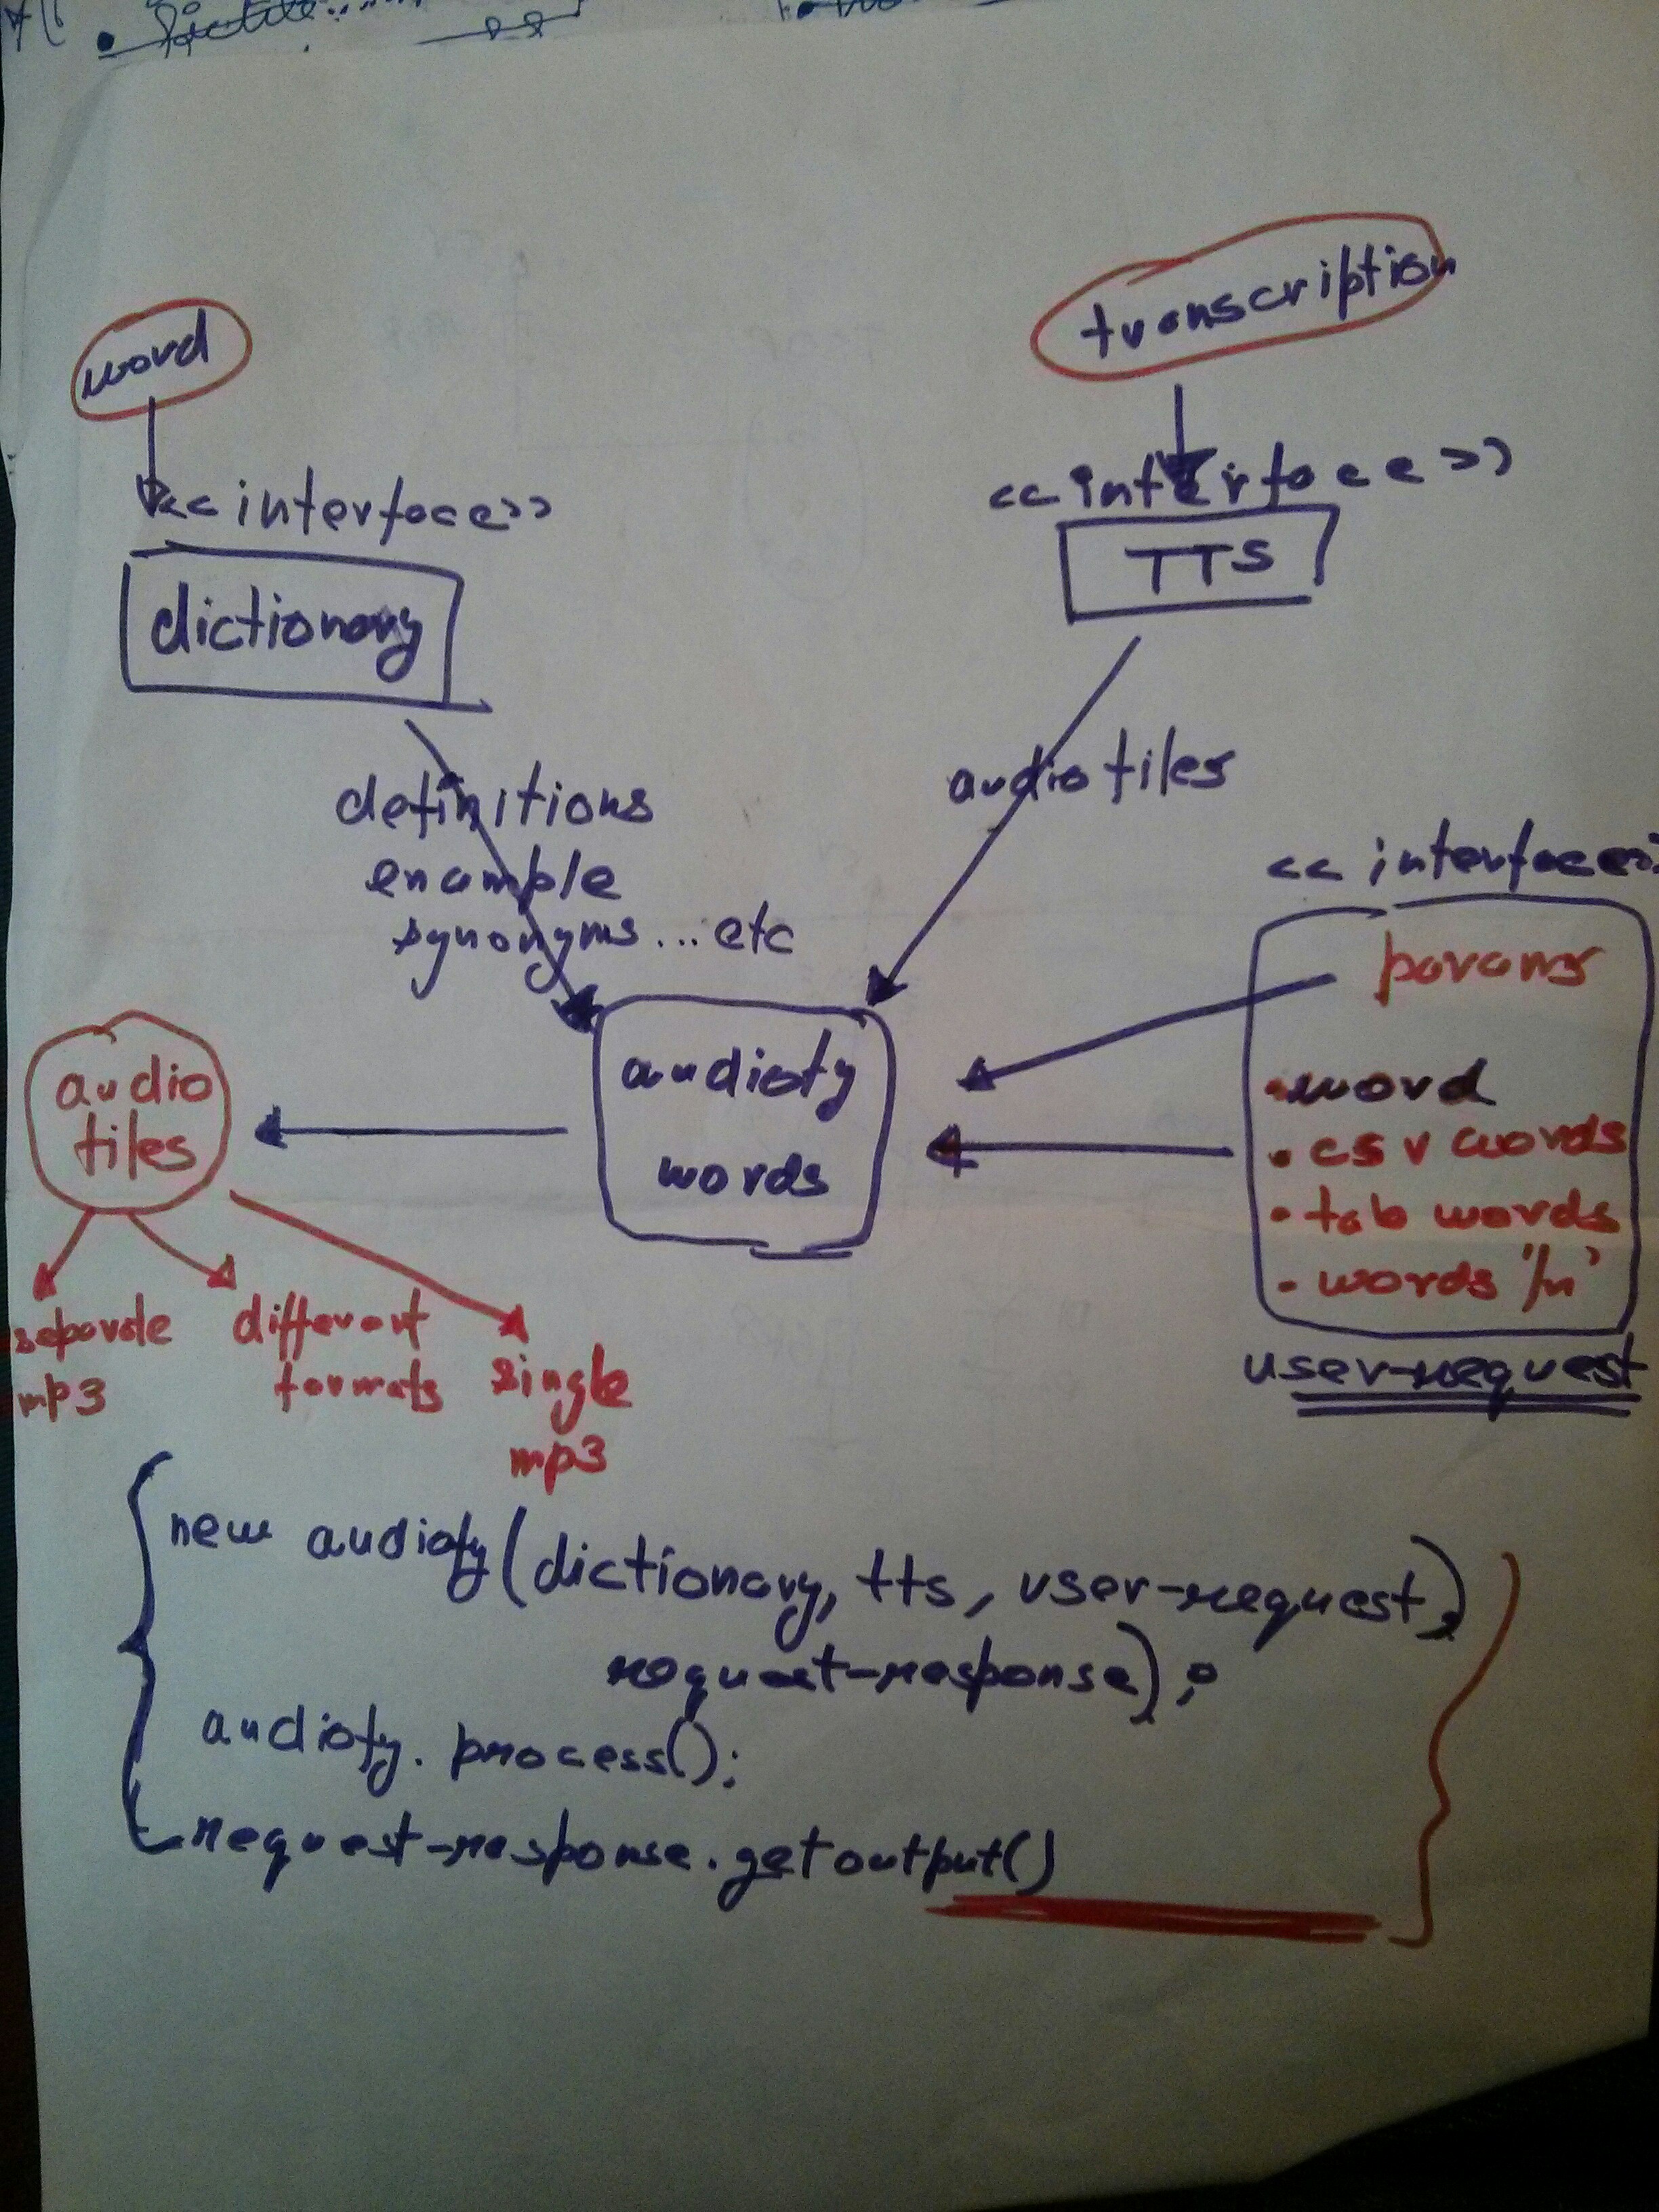 word
transcription
<<interface>>
<<interface>>
TTS
dictionary
definitions
example
synonyms...etc
audio files
<<interface>>
params
• word
• csv words
• tab words
• words '/n'
user-request
audiofy
words
audio
files
separate
mp3
different
formats
single
mp3
new audiofy(dictionary, tts, user-request,)
request-response);
audiofy.process();
request-response.getoutput()